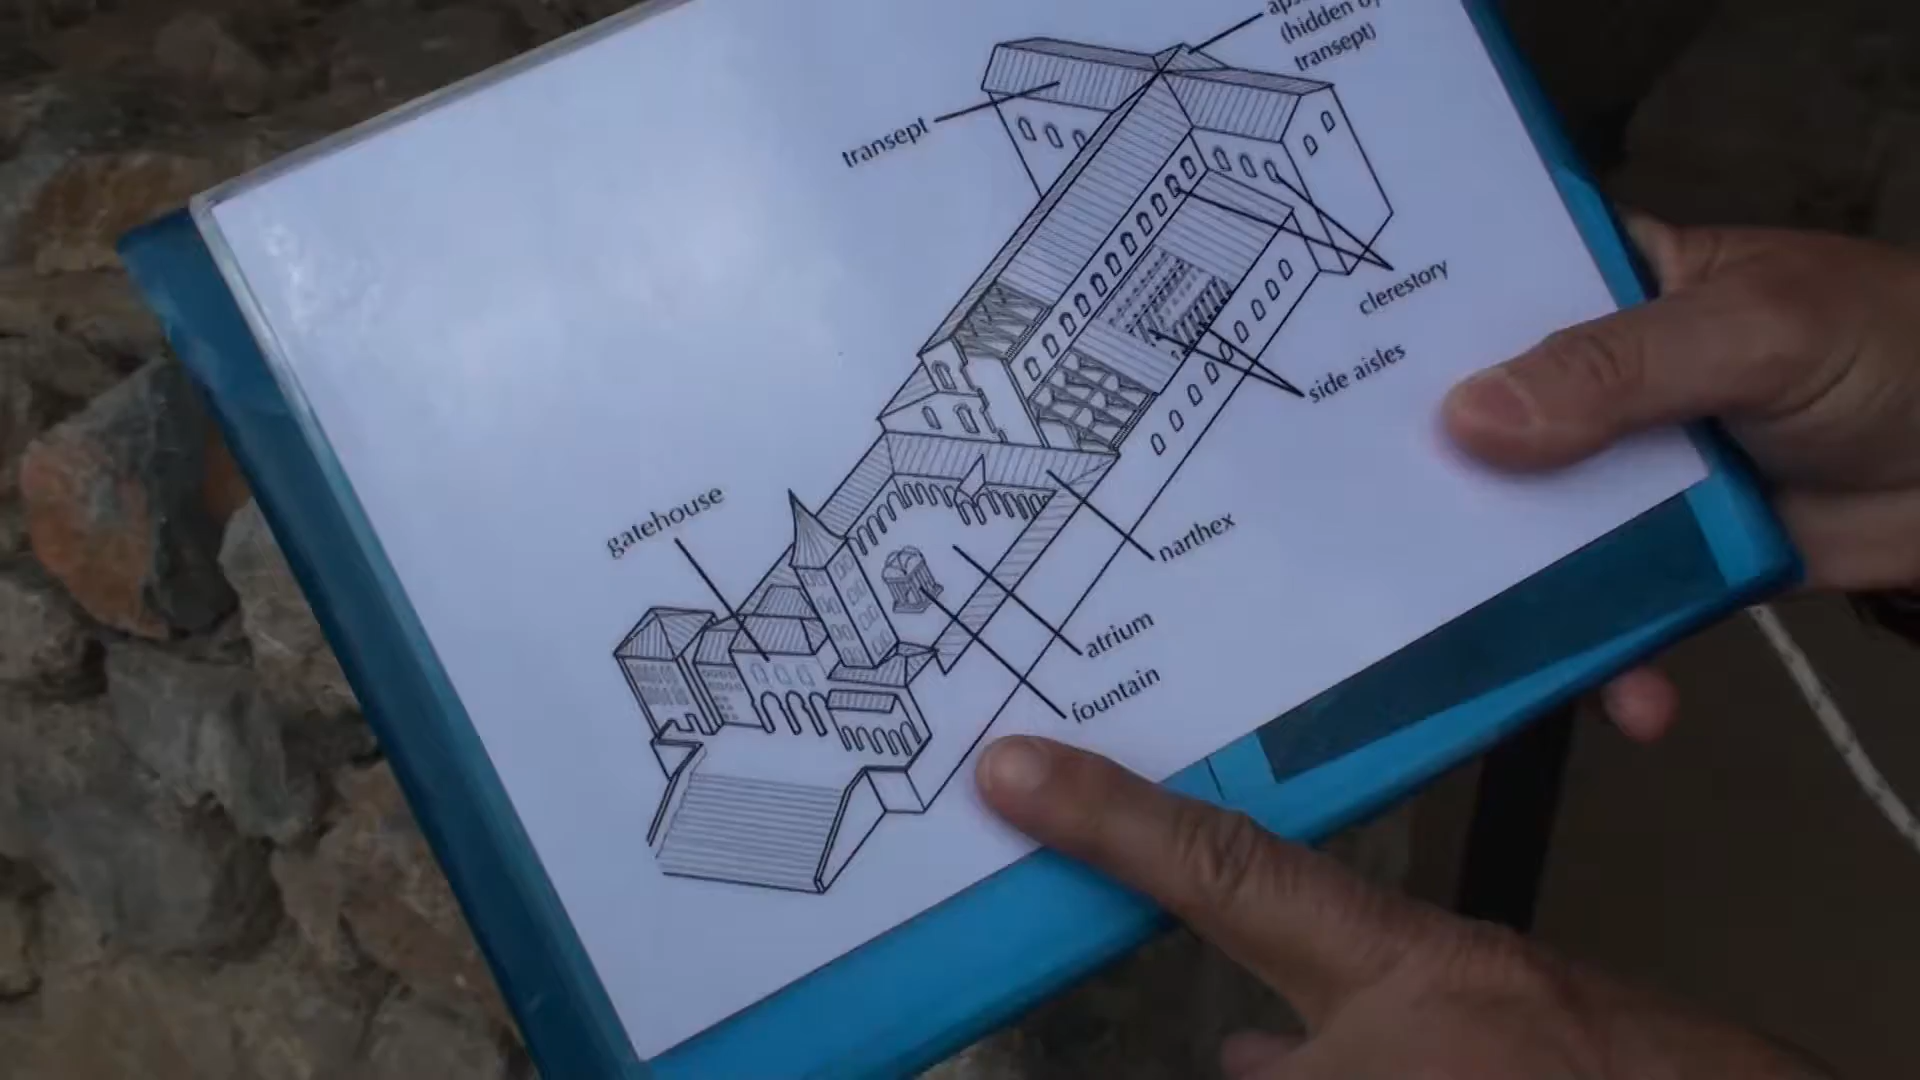 (hidden by
transept)
transept
clerestory
side aisles
gatehouse
narthex
atrium
fountain